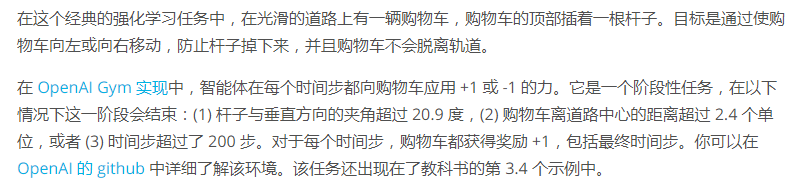 在这个经典的强化学习任务中，在光滑的道路上有一辆购物车，购物车的顶部插着一根杆子。目标是通过使购
物车向左或向右移动，防止杆子掉下来，并且购物车不会脱离轨道。
在 OpenAI Gym 实现中，智能体在每个时间步都向购物车应用 +1 或 -1 的力。它是一个阶段性任务，在以下
情况下这一阶段会结束：(1) 杆子与垂直方向的夹角超过 20.9 度，(2) 购物车离道路中心的距离超过 2.4 个单
位，或者 (3) 时间步超过了 200 步。对于每个时间步，购物车都获得奖励 +1，包括最终时间步。你可以在
OpenAI 的 github 中详细了解该环境。该任务还出现在了教科书的第 3.4 个示例中。